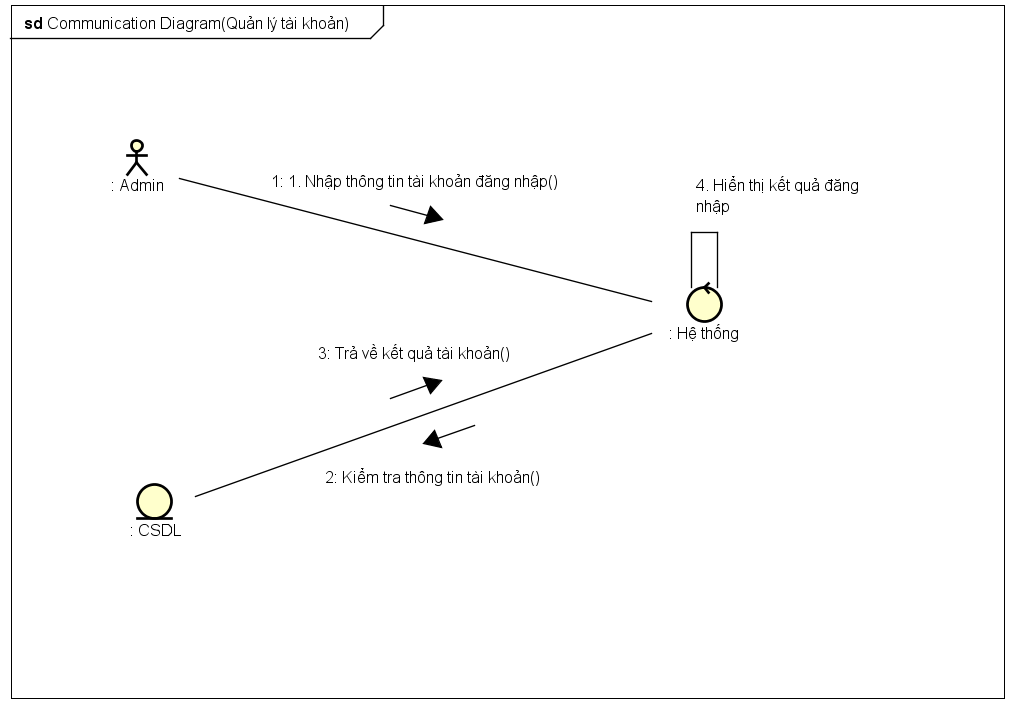 sd Communication Diagram(Quản lý tài khoản)
: Admin
1: 1. Nhập thông tin tài khoản đăng nhập()
4. Hiển thị kết quả đăng
nhập
: Hệ thống
3: Trả về kết quả tài khoản()
2: Kiểm tra thông tin tài khoản()
: CSDL